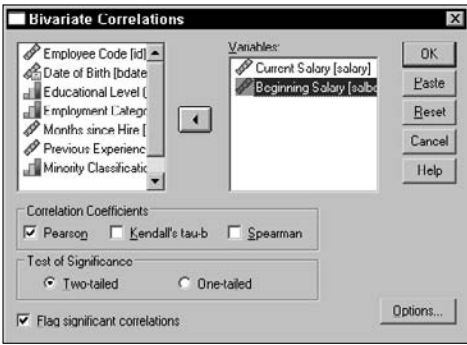 Bivariate Correlations
Employee Code [id]
Date of Birth [bdate
Educational Level (
Employment Catego
Months since Hire [
Previous Experienc
Minority Classificatic
Variables:
Current Salary [salary]
Beginning Salary [salbe
OK
Paste
Reset
Cancel
Help
Correlation Coefficients
Pearson Kendall's tau-b Spearman
Test of Significance
Two-tailed One-tailed
Flag significant correlations
Options...